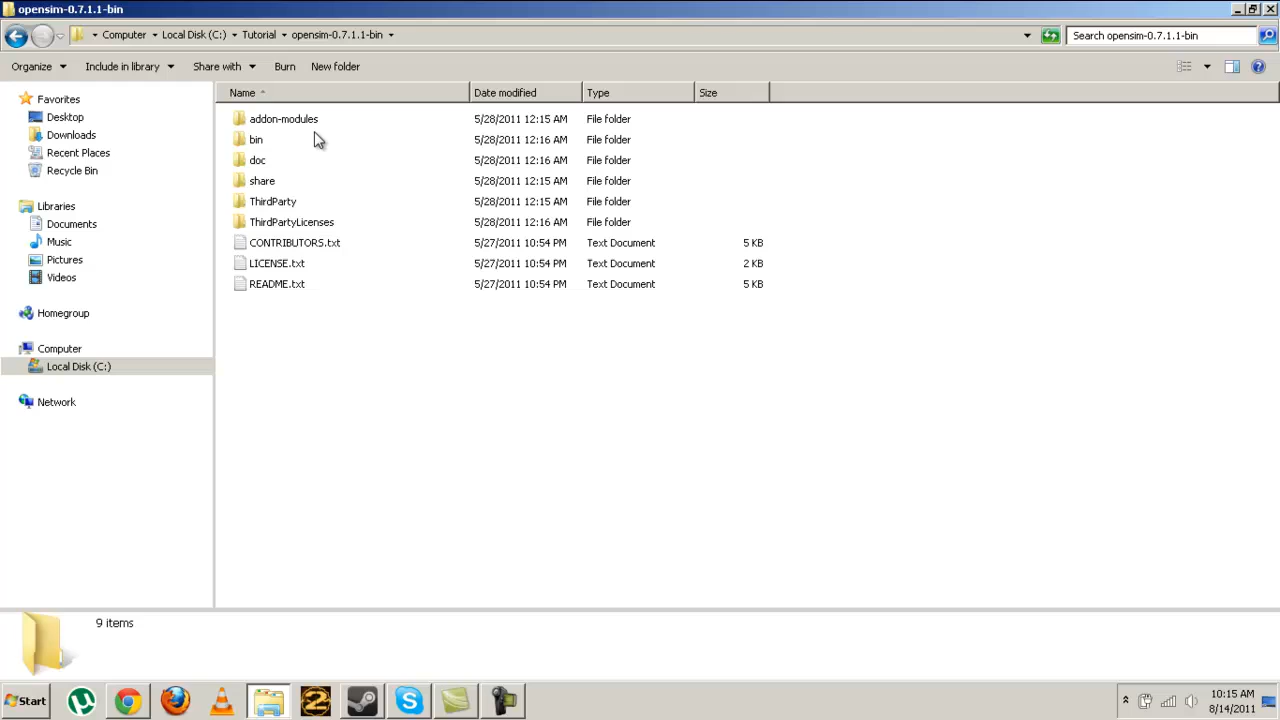 opensim-0.7.1.1-bin
Computer Local Disk (C:) Tutorial opensim-0.7.1.1-bin
Search opensim-0.7.1.1-bin
Organize Include in library Share with Burn New folder
Name Date modified Type Size
Favorites
Desktop
Downloads
Recent Places
Recycle Bin
Libraries
Documents
Music
Pictures
Videos
Homegroup
Computer
Local Disk (C:)
Network
addon-modules 5/28/2011 12:15 AM File folder
bin 5/28/2011 12:16 AM File folder
doc 5/28/2011 12:16 AM File folder
share 5/28/2011 12:15 AM File folder
ThirdParty 5/28/2011 12:15 AM File folder
ThirdPartyLicenses 5/28/2011 12:16 AM File folder
CONTRIBUTORS.txt 5/27/2011 10:54 PM Text Document 5 KB
LICENSE.txt 5/27/2011 10:54 PM Text Document 2 KB
README.txt 5/27/2011 10:54 PM Text Document 5 KB
9 items
Start
2
10:15 AM
8/14/2011